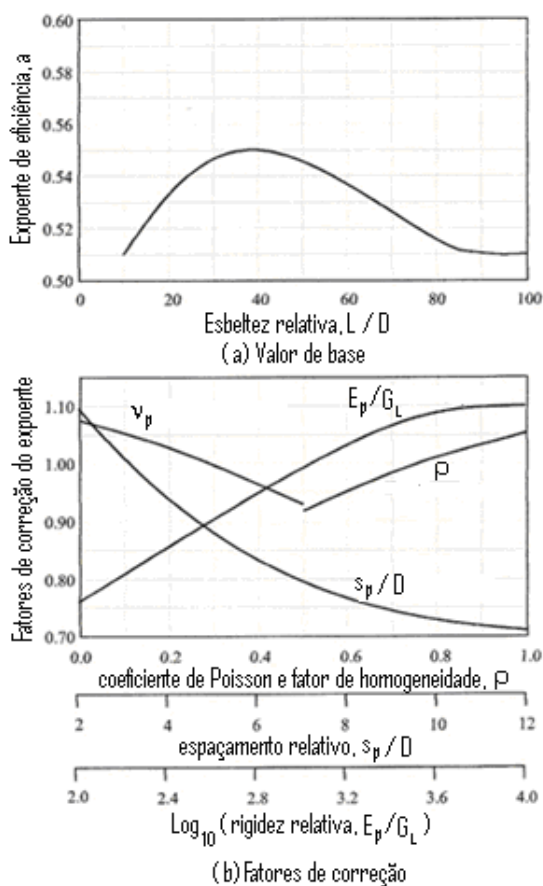 0.60
0.58
0.56
0.54
0.52
0.50
Expoente de eficiência, a
0 20 40 60 80 100
Esbeltez relativa, L / D
(a) Valor de base
1.10
1.00
0.90
0.80
0.70
Fatores de correção do expoente
νp
Ep/GL
ρ
sp/D
0.0 0.2 0.4 0.6 0.8 1.0
coeficiente de Poisson e fator de homogeneidade, ρ
2 4 6 8 10 12
espaçamento relativo, sp/D
2.0 2.4 2.8 3.2 3.6 4.0
Log10 (rigidez relativa, Ep/GL)
(b) Fatores de correção